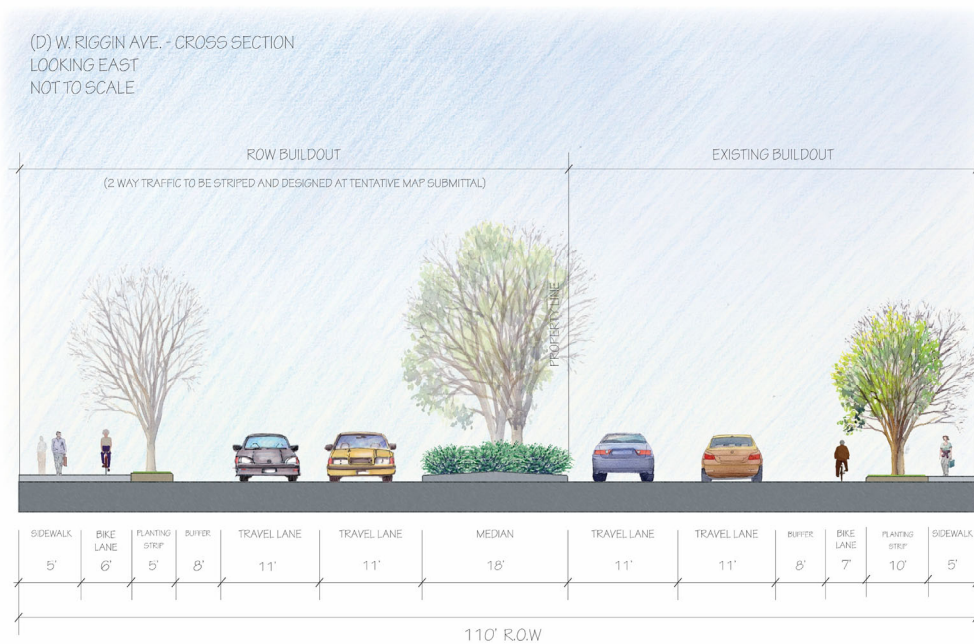 (D) W. RIGGIN AVE. - CROSS SECTION
LOOKING EAST
NOT TO SCALE
ROW BUILDOUT
EXISTING BUILDOUT
(2 WAY TRAFFIC TO BE STRIPED AND DESIGNED AT TENTATIVE MAP SUBMITTAL)
PROPERTY LINE
SIDEWALK
5'
BIKE
LANE
6'
PLANTING
STRIP
5'
BUFFER
8'
TRAVEL LANE
11'
TRAVEL LANE
11'
MEDIAN
18'
TRAVEL LANE
11'
TRAVEL LANE
11'
BUFFER
8'
BIKE
LANE
7'
PLANTING
STRIP
10'
SIDEWALK
5'
110' R.O.W